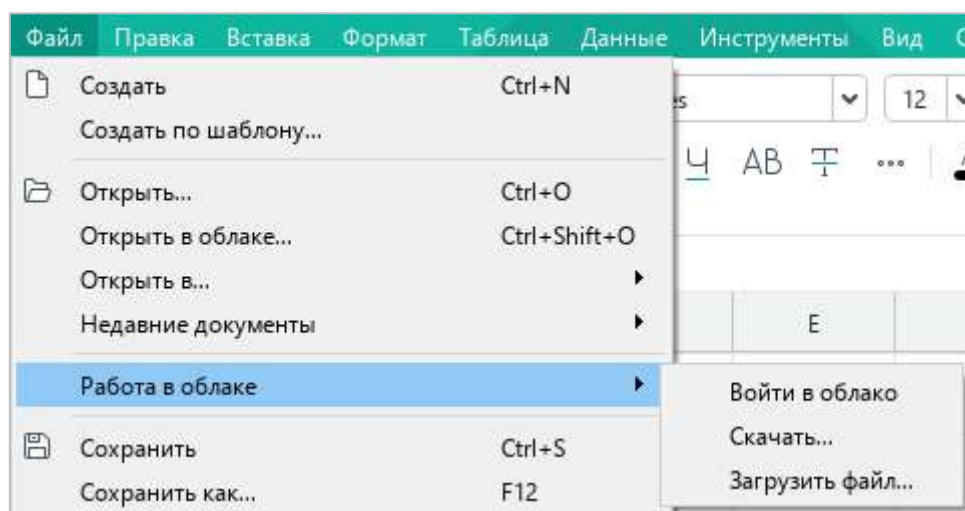 Файл Правка Вставка Формат Таблица Данные Инструменты Вид
Создать Ctrl+N
12
Создать по шаблону...
Ч AB Т
Открыть... Ctrl+O
Открыть в облаке... Ctrl+Shift+O
Открыть в...
Недавние документы
E
Работа в облаке
Войти в облако
Скачать...
Загрузить файл...
Сохранить Ctrl+S
Сохранить как... F12